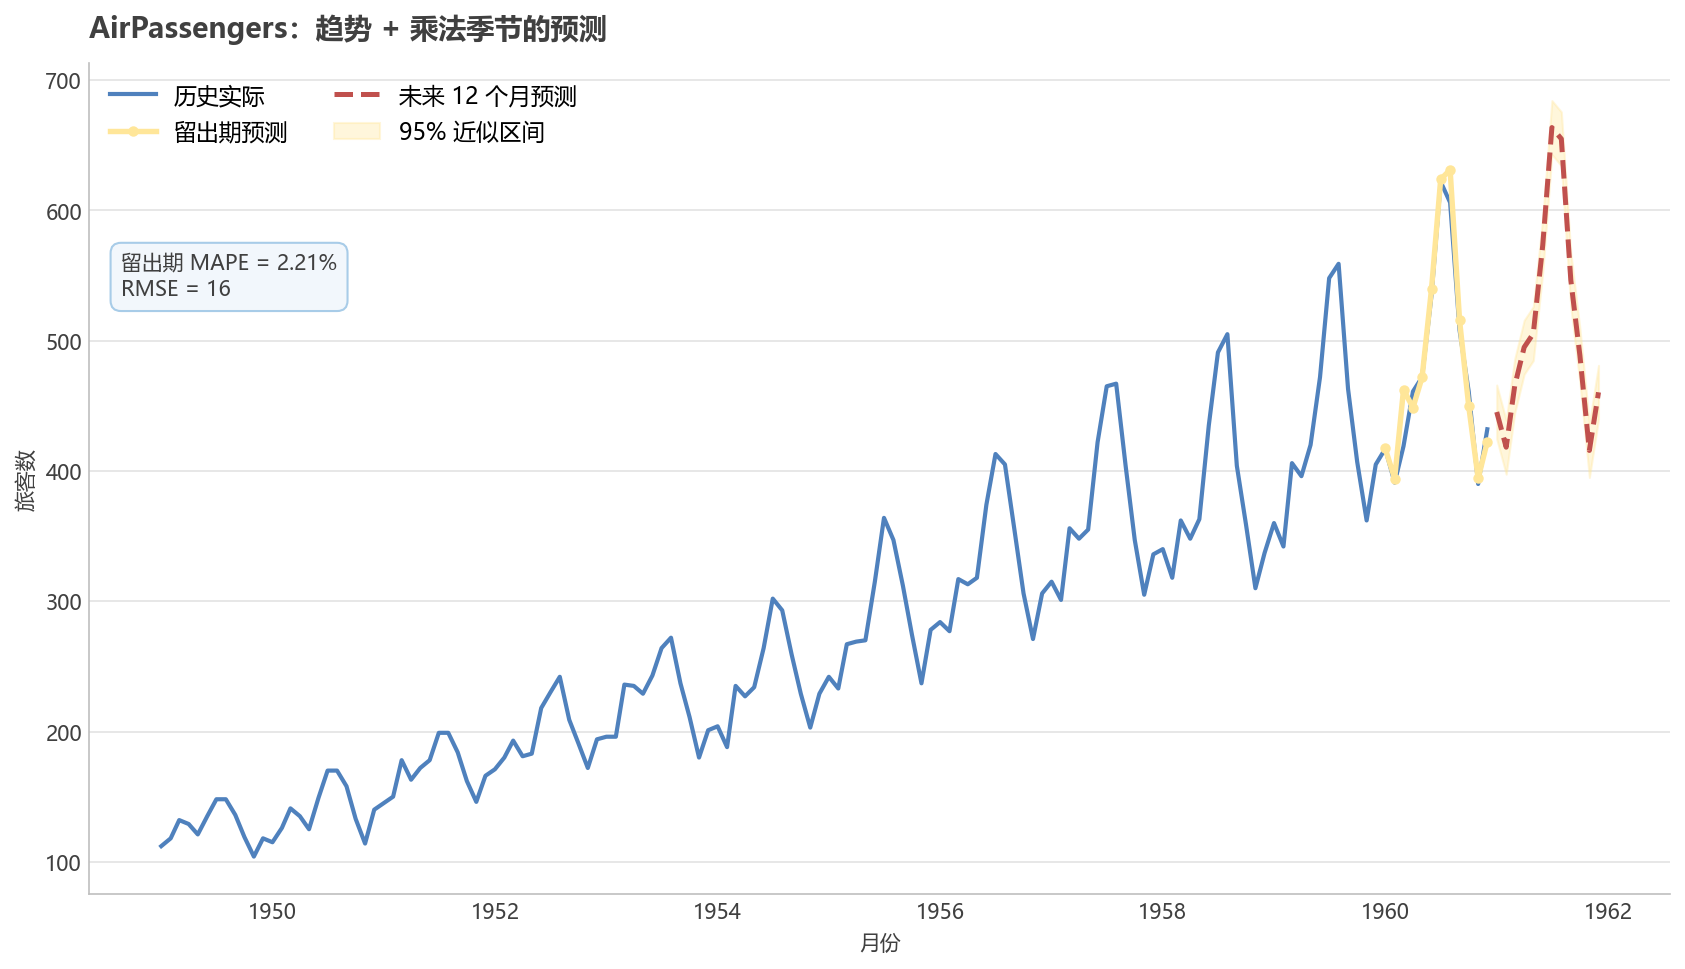 AirPassengers：趋势 + 乘法季节的预测
历史实际
留出期预测
未来 12 个月预测
95% 近似区间
留出期 MAPE = 2.21%
RMSE = 16
旅客数
700
600
500
400
300
200
100
1950
1952
1954
1956
1958
1960
1962
月份